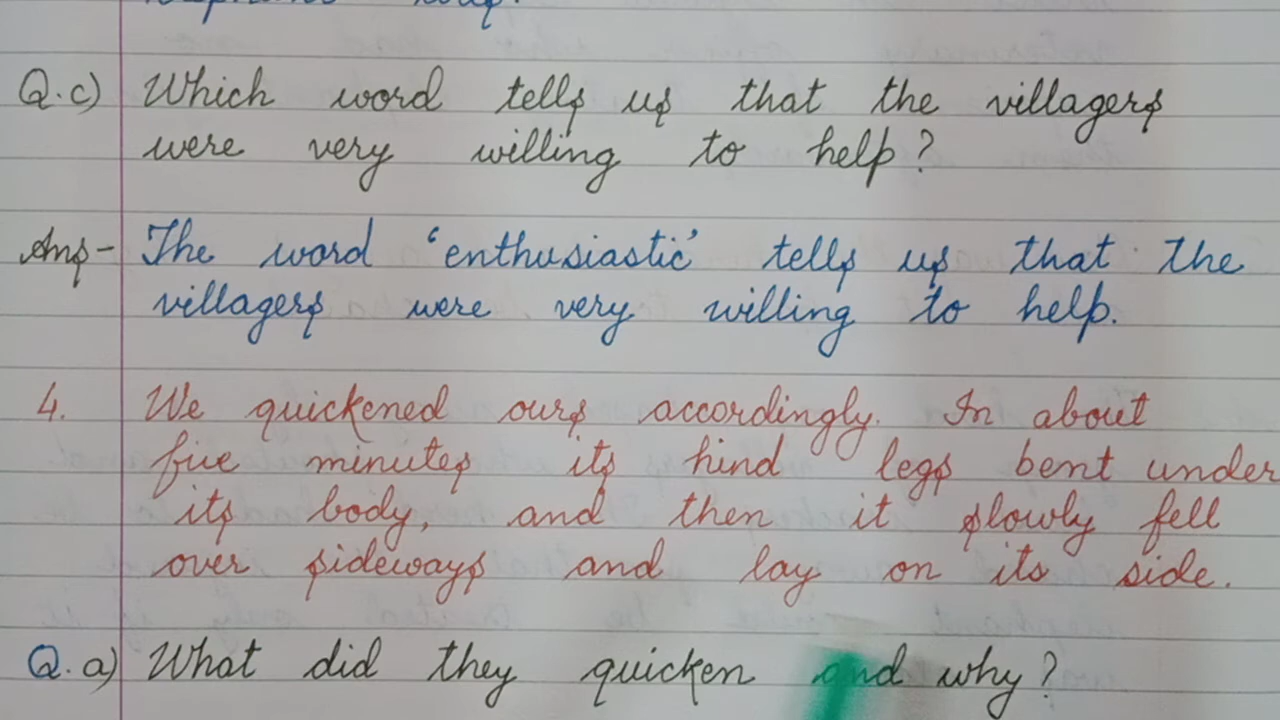 Q.c) Which word tells us that the villagers
were very willing to help?
Ans- The word 'enthusiastic' tells us that the
villagers were very willing to help.
4. We quickened ours accordingly. In about
five minutes its hind legs bent under
its body, and then it slowly fell
over sideways and lay on its side.
Q.a) What did they quicken and why?